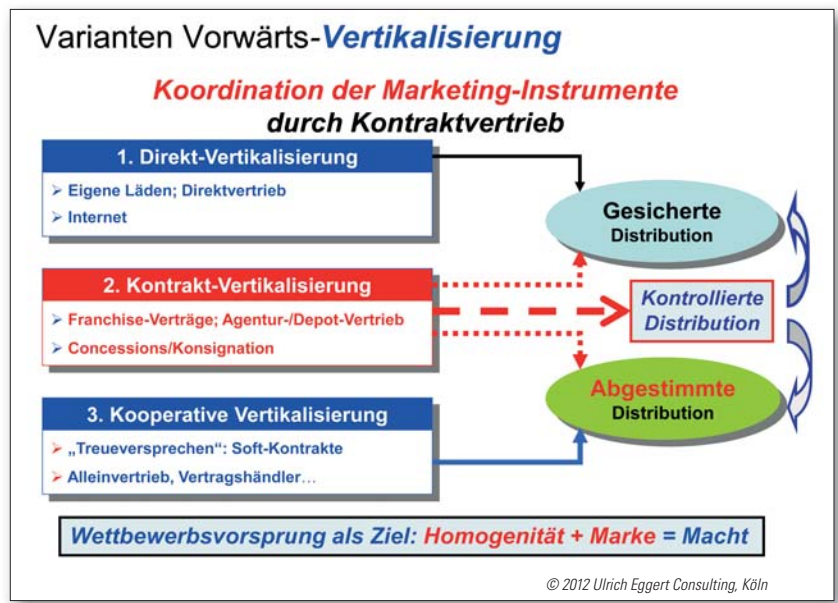 Varianten Vorwärts-Vertikalisierung
Koordination der Marketing-Instrumente
durch Kontraktvertrieb
1. Direkt-Vertikalisierung
➢ Eigene Läden; Direktvertrieb
➢ Internet
Gesicherte
Distribution
2. Kontrakt-Vertikalisierung
➢ Franchise-Verträge; Agentur-/Depot-Vertrieb
➢ Concessions/Konsignation
Kontrollierte
Distribution
3. Kooperative Vertikalisierung
➢ „Treueversprechen“: Soft-Kontrakte
➢ Alleinvertrieb, Vertragshändler…
Abgestimmte
Distribution
Wettbewerbsvorsprung als Ziel: Homogenität + Marke = Macht
© 2012 Ulrich Eggert Consulting, Köln